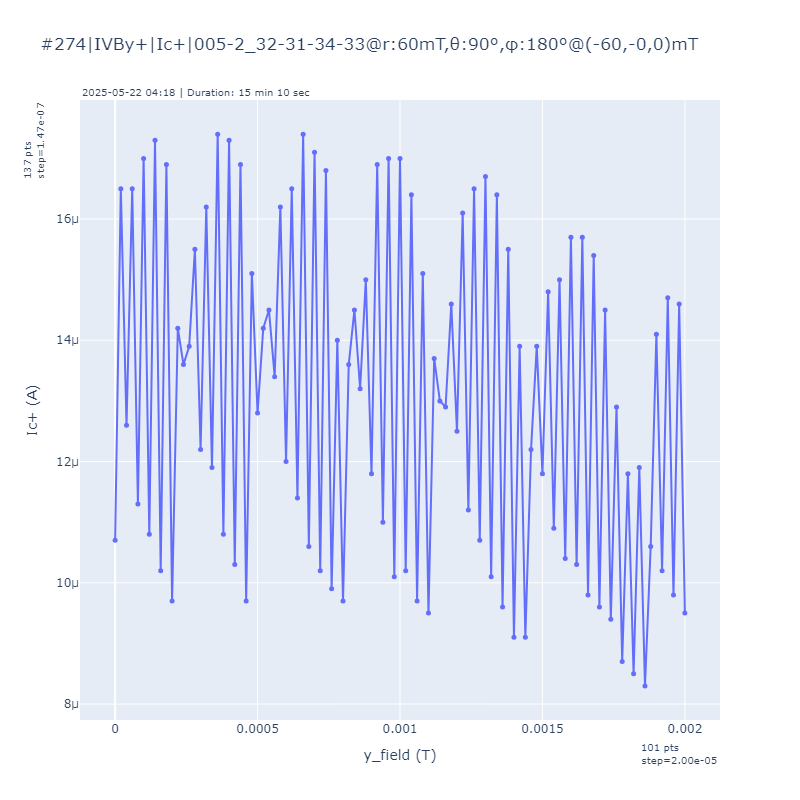 #274|IVBy+|Ic+|005-2_32-31-34-33@r:60mT,θ:90º,φ:180º@(-60,-0,0)mT
2025-05-22 04:18 | Duration: 15 min 10 sec
137 pts
step=1.47e-07
16μ
14μ
12μ
10μ
8μ
Ic+ (A)
0
0.0005
0.001
0.0015
0.002
y_field (T)
101 pts
step=2.00e-05